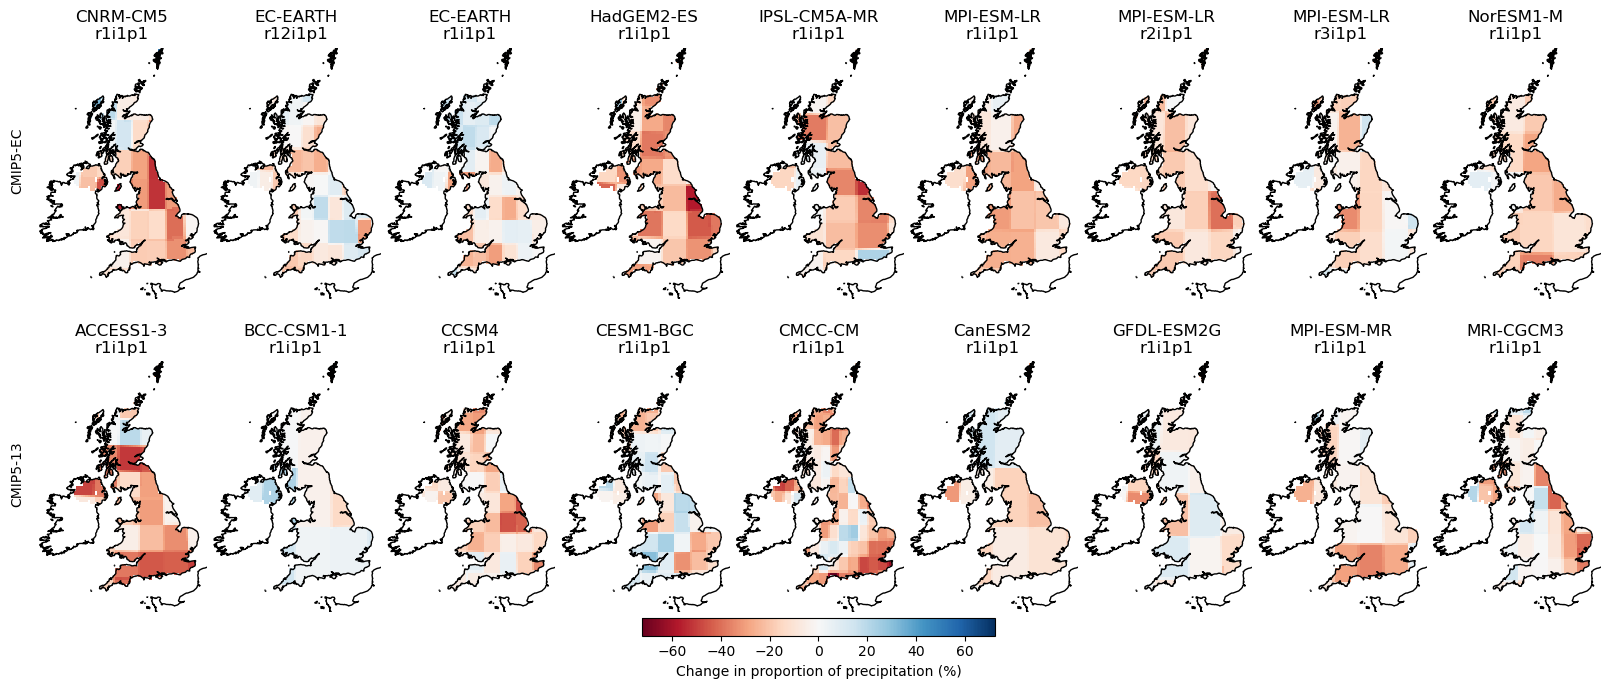 CNRM-CM5 EC-EARTH EC-EARTH HadGEM2-ES IPSL-CM5A-MR MPI-ESM-LR MPI-ESM-LR MPI-ESM-LR NorESM1-M
r1i1p1 r12i1p1 r1i1p1 r1i1p1 r1i1p1 r1i1p1 r2i1p1 r3i1p1 r1i1p1
CMIP5-EC
ACCESS1-3 BCC-CSM1-1 CCSM4 CESM1-BGC CMCC-CM CanESM2 GFDL-ESM2G MPI-ESM-MR MRI-CGCM3
r1i1p1 r1i1p1 r1i1p1 r1i1p1 r1i1p1 r1i1p1 r1i1p1 r1i1p1 r1i1p1
CMIP5-13
−60 −40 −20 0 20 40 60
Change in proportion of precipitation (%)